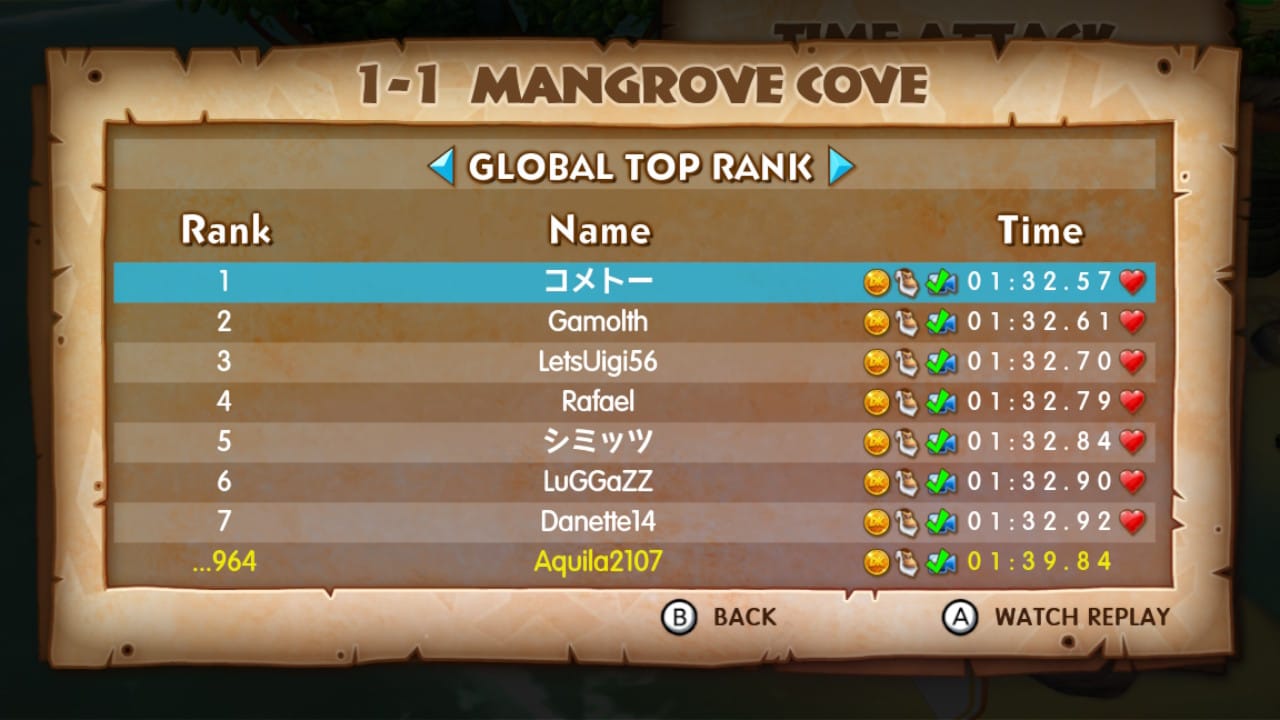 TIME ATTACK
1-1 MANGROVE COVE
GLOBAL TOP RANK
Rank Name Time
1 コメトー 01:32.57
2 Gamolth 01:32.61
3 LetsUigi56 01:32.70
4 Rafael 01:32.79
5 シミッツ 01:32.84
6 LuGGaZZ 01:32.90
7 Danette14 01:32.92
...964 Aquila2107 01:39.84
B BACK A WATCH REPLAY